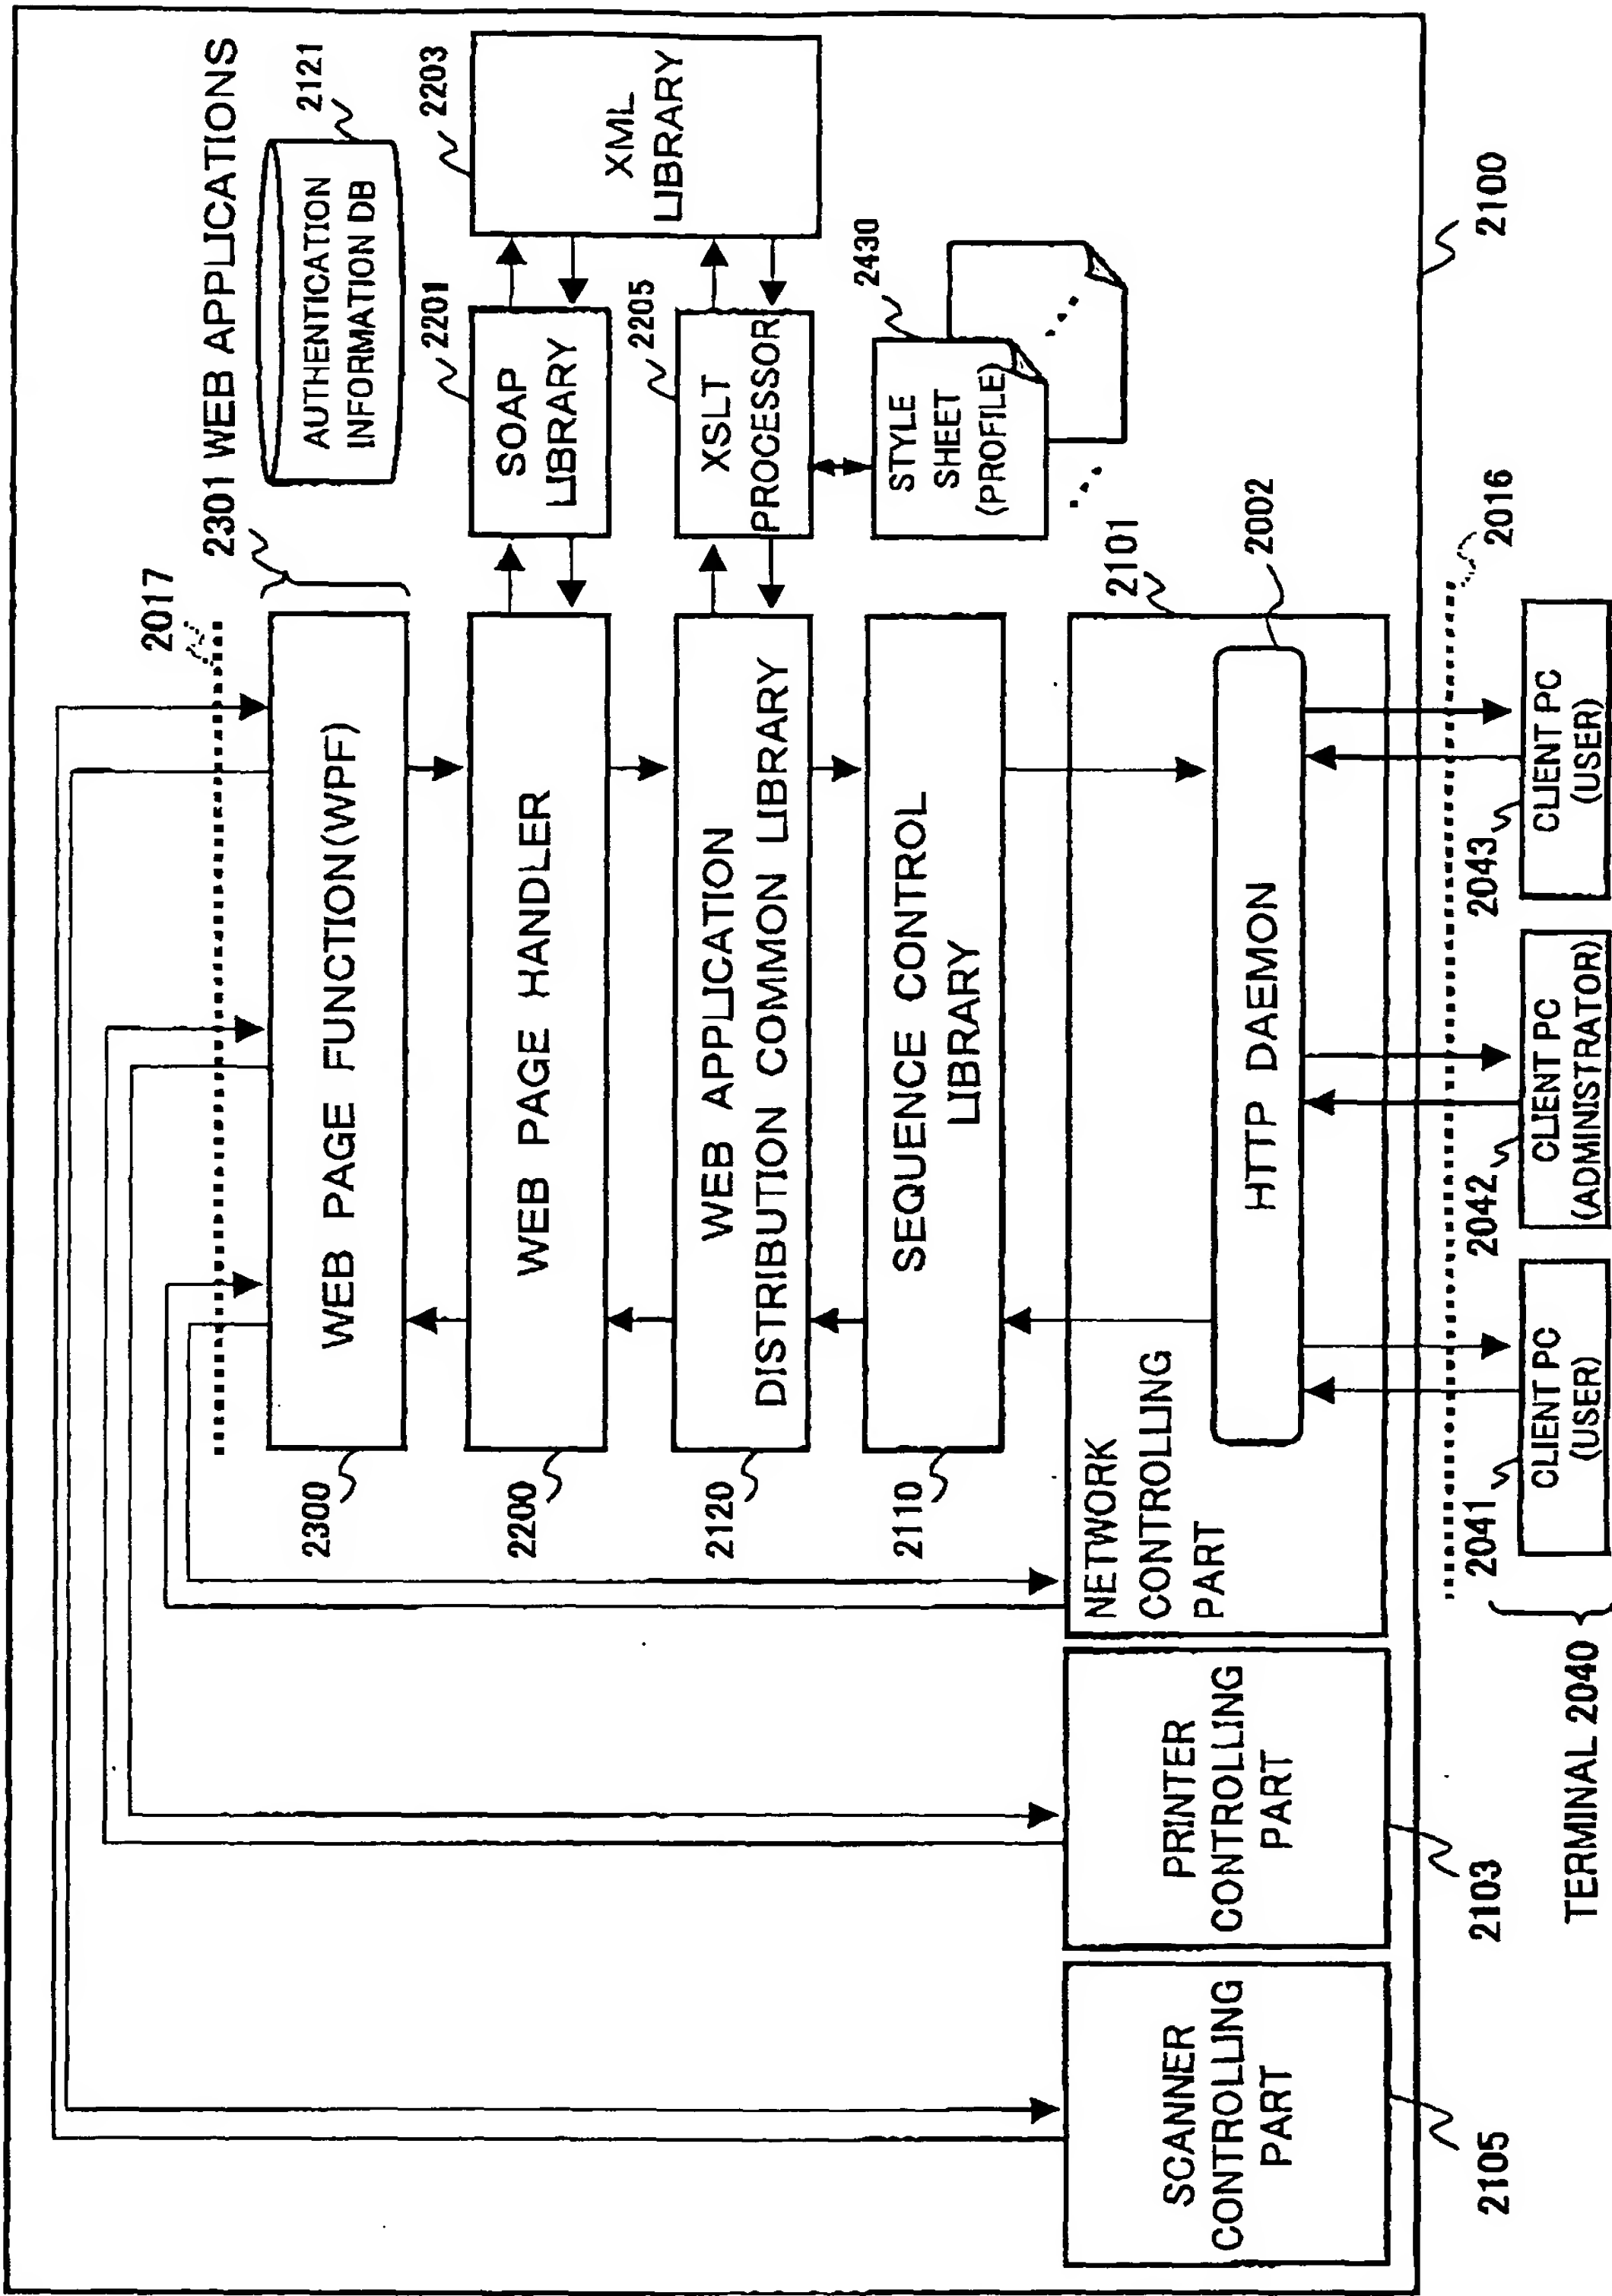 2301 WEB APPLICATIONS
2017
2121
AUTHENTICATION
INFORMATION DB
2300
WEB PAGE FUNCTION(WPF)
2200
WEB PAGE HANDLER
2201
SOAP
LIBRARY
2203
XML
LIBRARY
2120
WEB APPLICATION
DISTRIBUTION COMMON LIBRARY
2205
XSLT
PROCESSOR
2110
SEQUENCE CONTROL
LIBRARY
2430
STYLE
SHEET
(PROFILE)
2101
NETWORK
CONTROLLING
PART
2002
HTTP DAEMON
SCANNER
CONTROLLING
PART
PRINTER
CONTROLLING
PART
2105
2103
2100
2016
TERMINAL 2040
2041
CLIENT PC
(USER)
2042
CLIENT PC
(ADMINISTRATOR)
2043
CLIENT PC
(USER)